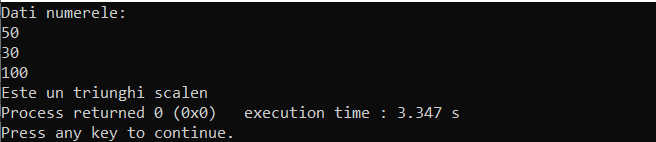 Dati numerele:
50
30
100
Este un triunghi scalen
Process returned 0 (0x0)   execution time : 3.347 s
Press any key to continue.